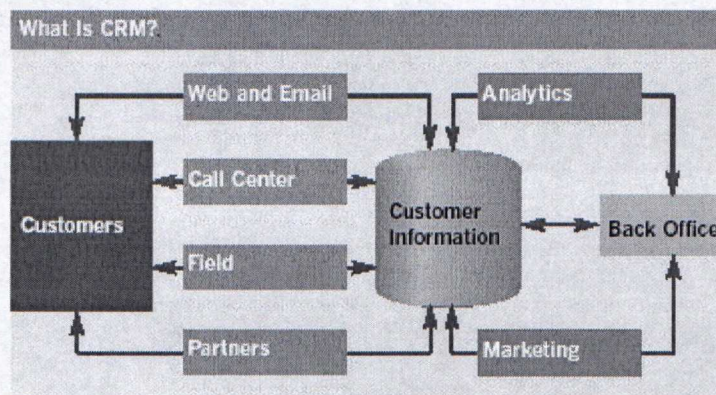 What Is CRM?
Web and Email
Analytics
Call Center
Customers
Customer
Information
Back Office
Field
Partners
Marketing